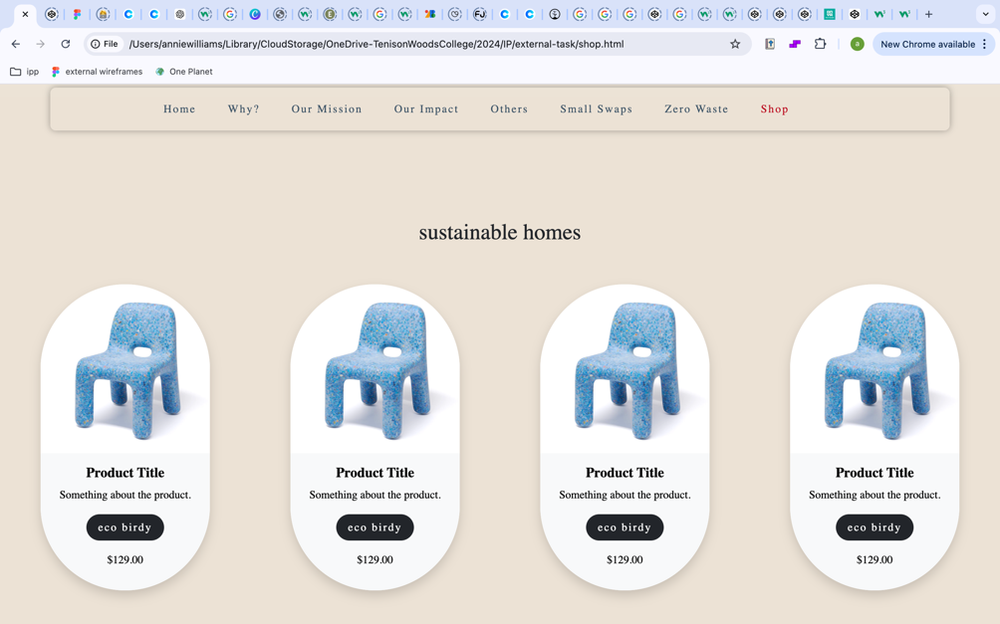 File /Users/anniewilliams/Library/CloudStorage/OneDrive-TenisonWoodsCollege/2024/IP/external-task/shop.html a New Chrome available
ipp external wireframes One Planet
Home Why? Our Mission Our Impact Others Small Swaps Zero Waste Shop
sustainable homes
Product Title Product Title Product Title Product Title
Something about the product. Something about the product. Something about the product. Something about the product.
eco birdy eco birdy eco birdy eco birdy
$129.00 $129.00 $129.00 $129.00